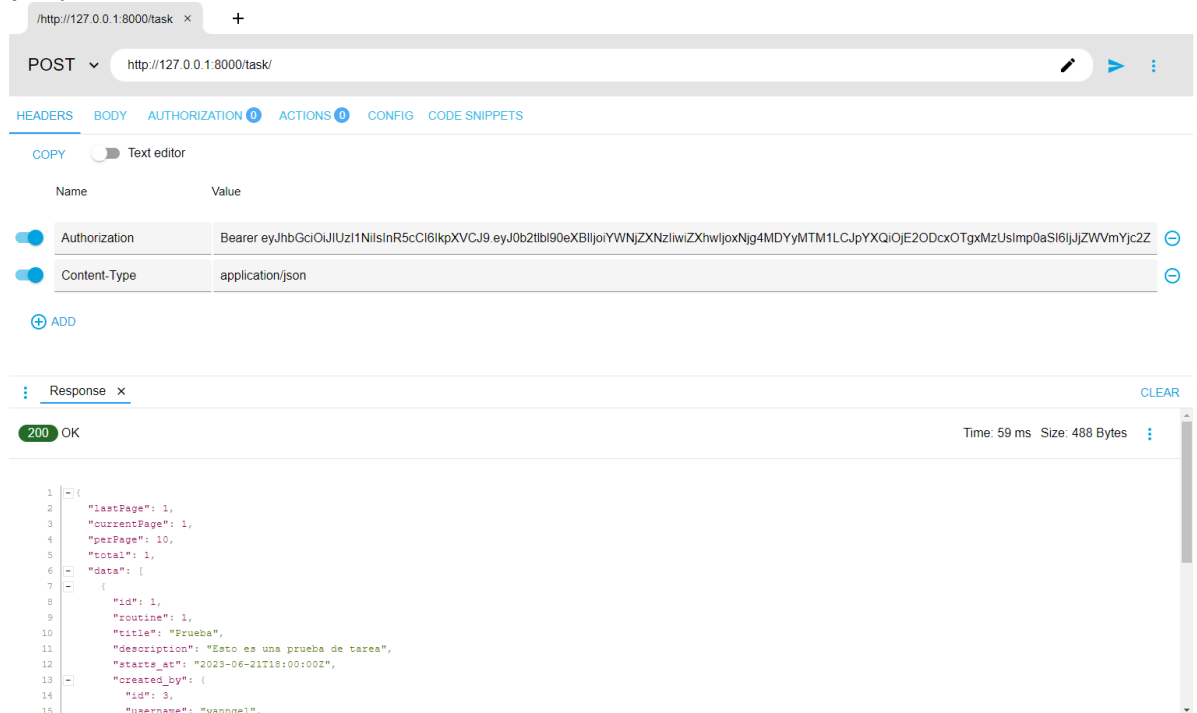 /http://127.0.0.1:8000/task × +
POST http://127.0.0.1:8000/task/
HEADERS BODY AUTHORIZATION 0 ACTIONS 0 CONFIG CODE SNIPPETS
COPY Text editor
Name Value
Authorization Bearer
Content-Type application/json
ADD
Response × CLEAR
200 OK Time: 59 ms Size: 488 Bytes
1 {
2 "lastPage": 1,
3 "currentPage": 1,
4 "perPage": 10,
5 "total": 1,
6 "data": [
7 {
8 "id": 1,
9 "routine": 1,
10 "title": "Prueba",
11 "description": "Esto es una prueba de tarea",
12 "starts_at": "2023-06-21T18:00:00Z",
13 "created_by": {
14 "id": 3,
15 "username": "yanngel",